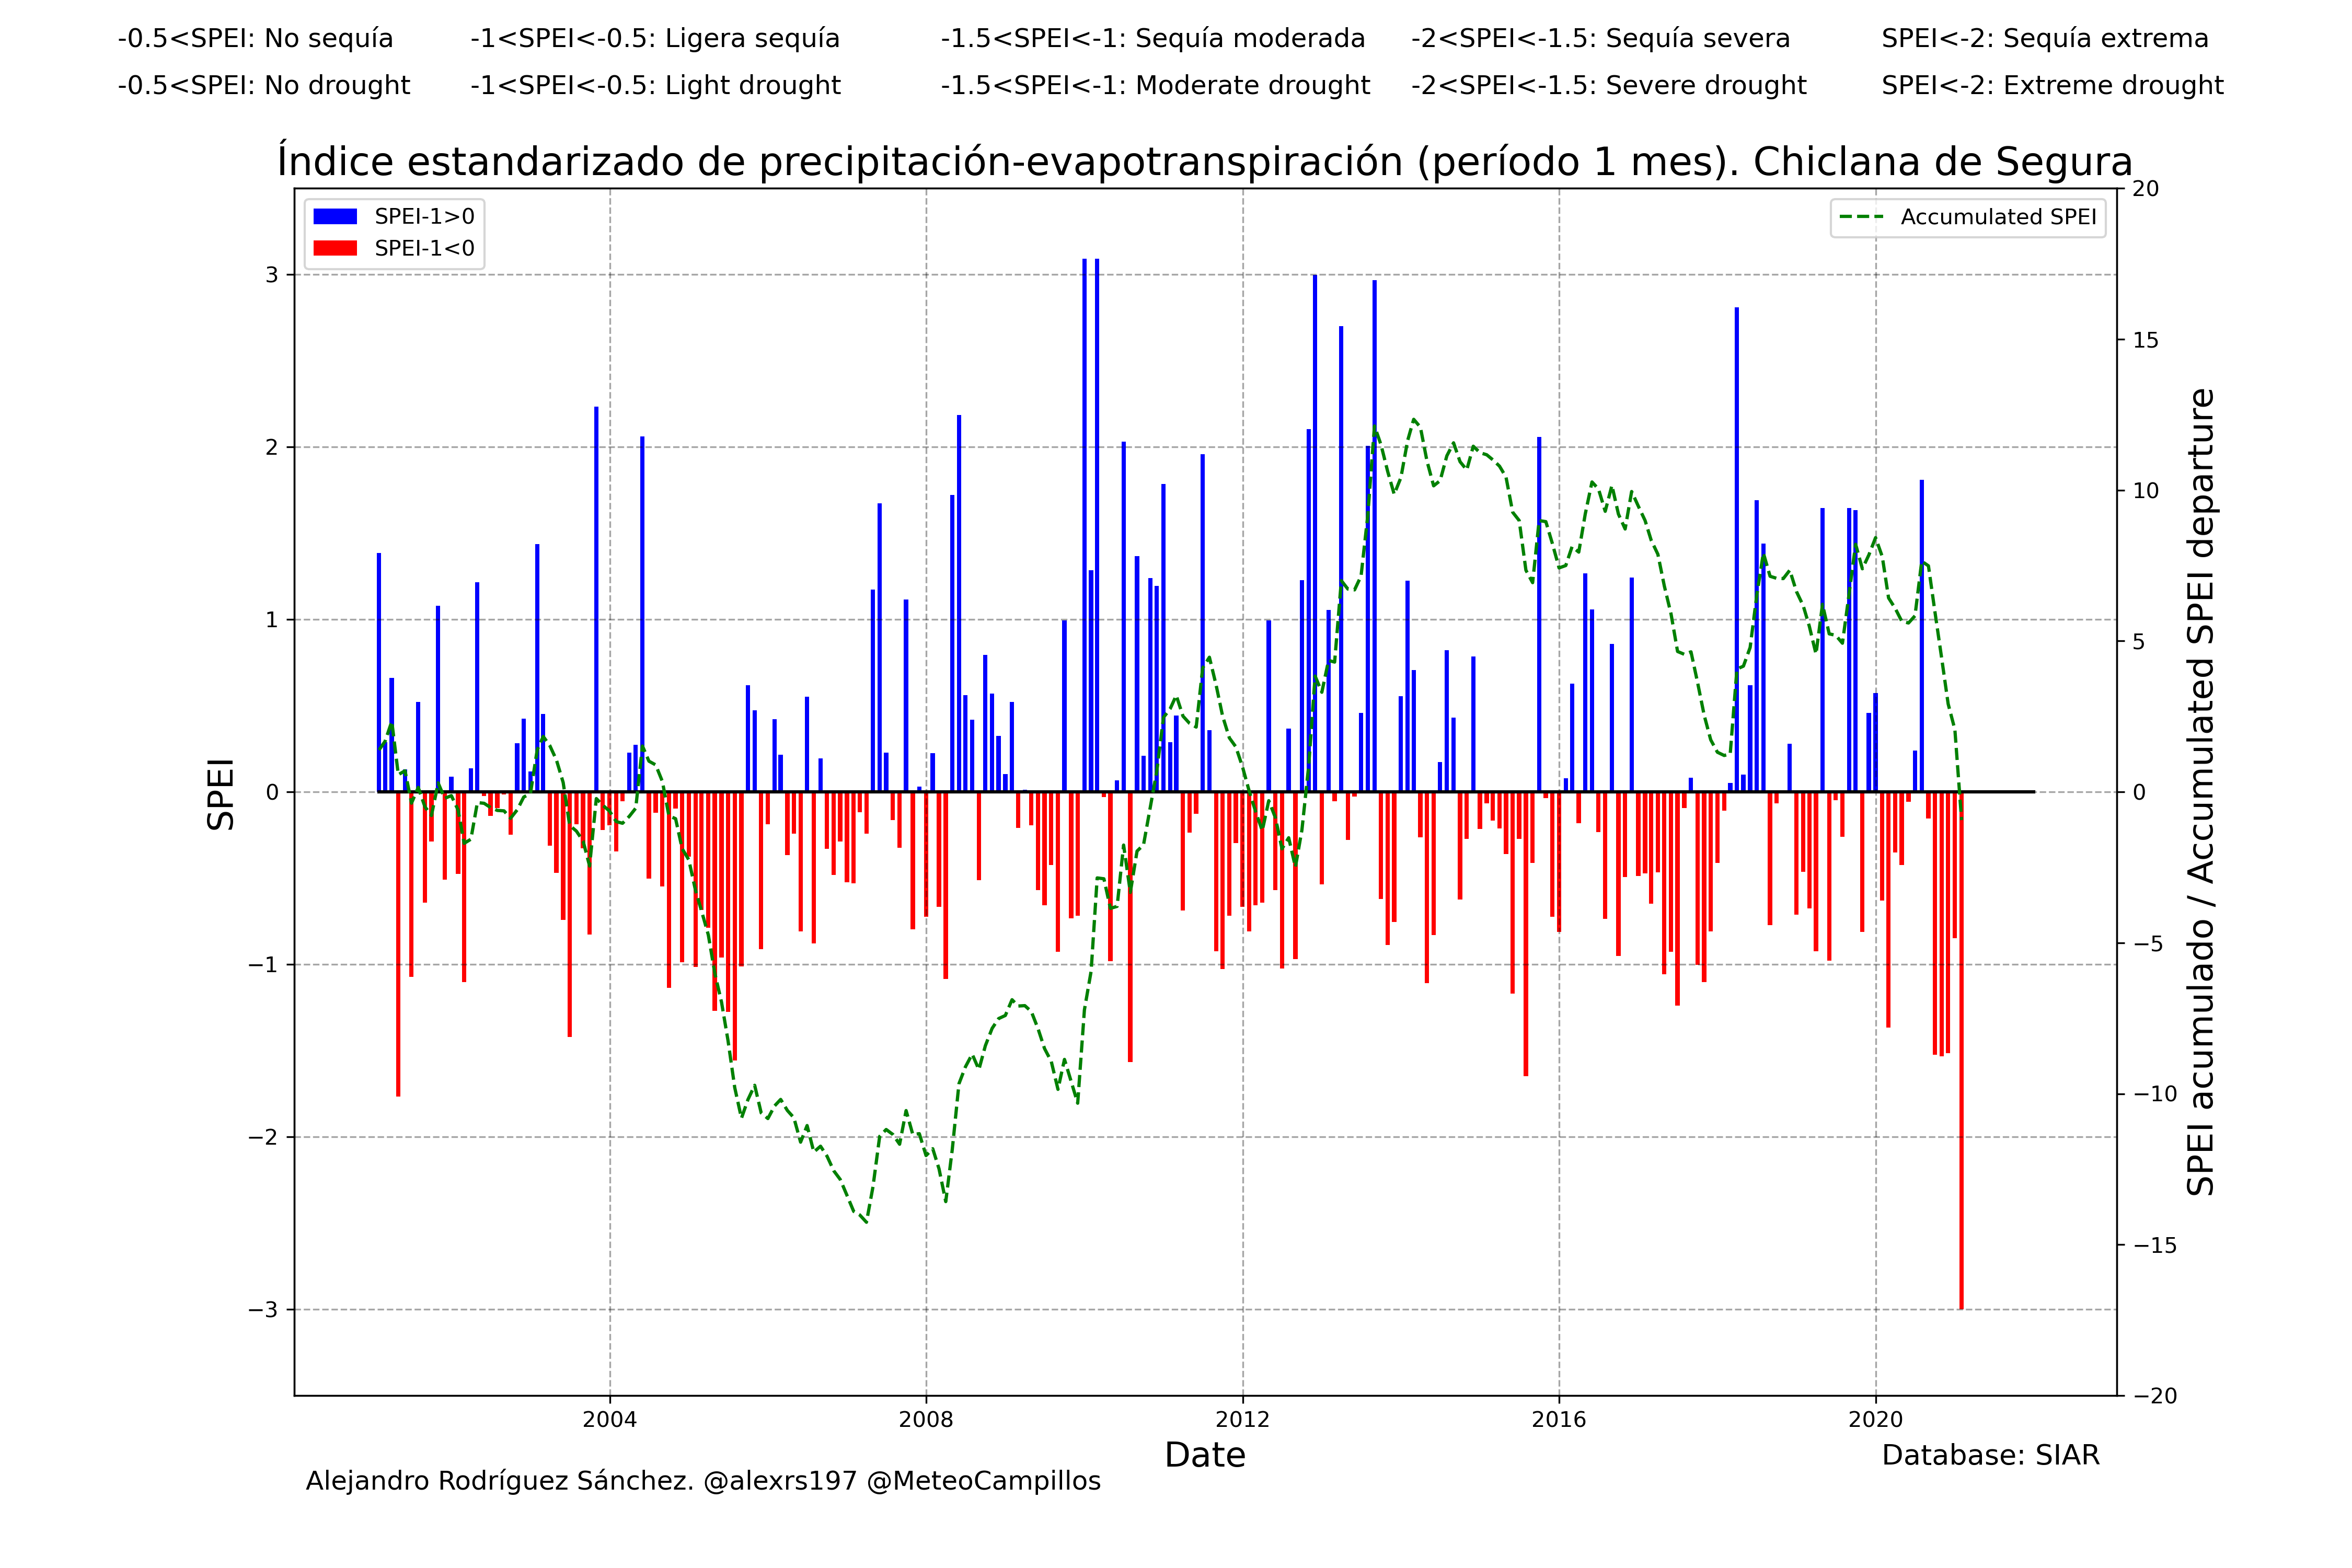 -0.5<SPEI: No sequía
-1<SPEI<-0.5: Ligera sequía
-1.5<SPEI<-1: Sequía moderada
-2<SPEI<-1.5: Sequía severa
SPEI<-2: Sequía extrema
-0.5<SPEI: No drought
-1<SPEI<-0.5: Light drought
-1.5<SPEI<-1: Moderate drought
-2<SPEI<-1.5: Severe drought
SPEI<-2: Extreme drought
Índice estandarizado de precipitación-evapotranspiración (período 1 mes). Chiclana de Segura
SPEI-1>0
SPEI-1<0
Accumulated SPEI
SPEI
3
2
1
0
−1
−2
−3
20
15
10
5
0
−5
−10
−15
−20
SPEI acumulado / Accumulated SPEI departure
2004
2008
2012
2016
2020
Date
Database: SIAR
Alejandro Rodríguez Sánchez. @alexrs197 @MeteoCampillos